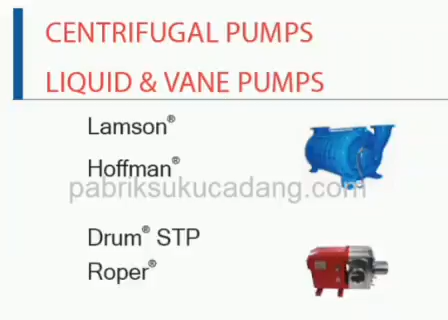 CENTRIFUGAL PUMPS
LIQUID & VANE PUMPS
Lamson®
Hoffman®
pabriksukucadang.com
Drum® STP
Roper®